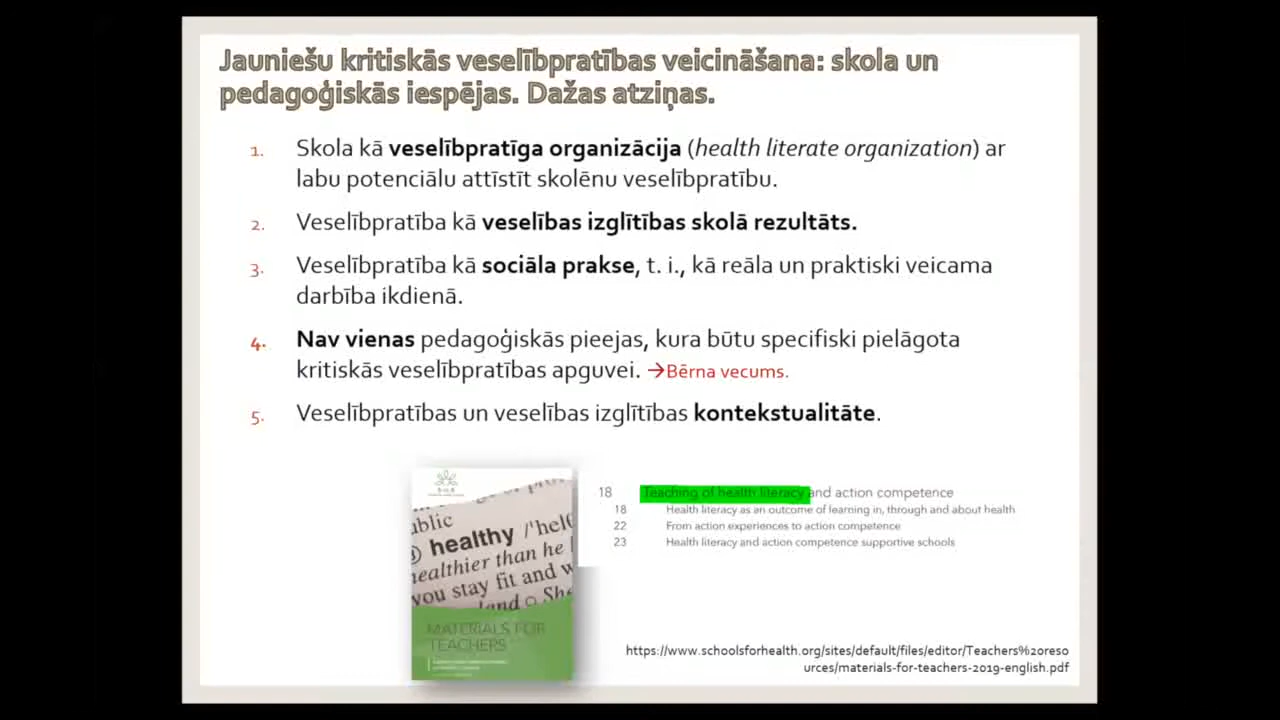 Jauniešu kritiskās veselībpratības veicināšana: skola un
pedagoģiskās iespējas. Dažas atziņas.
1. Skola kā veselībpratīga organizācija (health literate organization) ar
labu potenciālu attīstīt skolēnu veselībpratību.
2. Veselībpratība kā veselības izglītības skolā rezultāts.
3. Veselībpratība kā sociāla prakse, t. i., kā reāla un praktiski veicama
darbība ikdienā.
4. Nav vienas pedagoģiskās pieejas, kura būtu specifiski pielāgota
kritiskās veselībpratības apguvei. →Bērna vecums.
5. Veselībpratības un veselības izglītības kontekstualitāte.
ublic
healthy /'helθ
healthier than he
you stay fit and w
land
She
MATERIALS FOR
TEACHERS
18 Teaching of health literacy and action competence
18 Health literacy as an outcome of learning in, through and about health
22 From action experiences to action competence
23 Health literacy and action competence supportive schools
https://www.schoolsforhealth.org/sites/default/files/editor/Teachers%20reso
urces/materials-for-teachers-2019-english.pdf